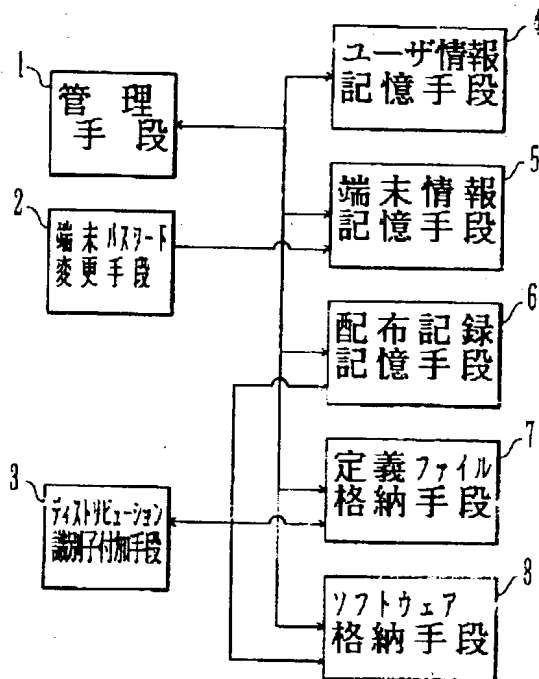 1
管理
手段
2
端末パスワード
変更手段
3
ディストリビューション
識別子付加手段
4
ユーザ情報
記憶手段
5
端末情報
記憶手段
6
配布記録
記憶手段
7
定義ファイル
格納手段
8
ソフトウェア
格納手段